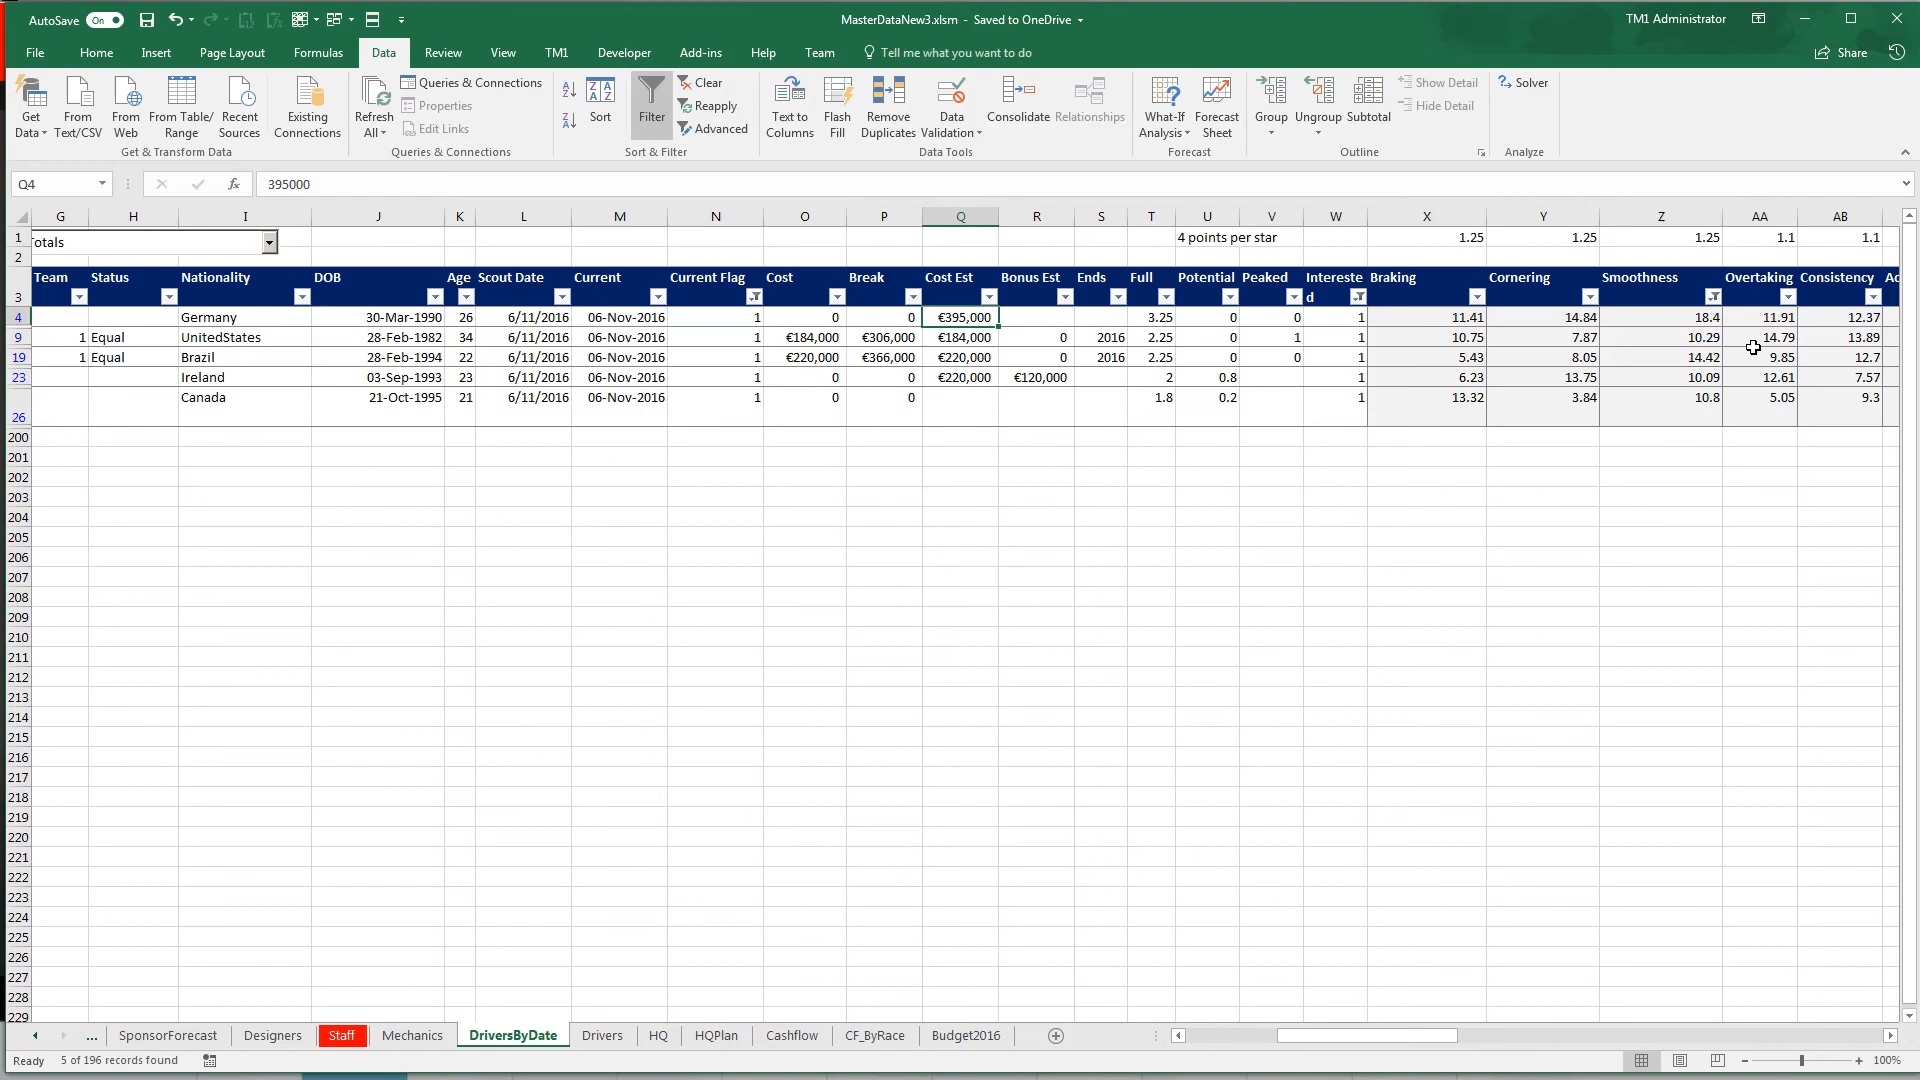 AutoSave On On MasterDataNew3.xlsm - Saved to OneDrive TM1 Administrator
File Home Insert Page Layout Formulas Data Review View TM1 Developer Add-ins Help Team Tell me what you want to do Share
Get Data From Text/CSV From Web From Table/ Range Recent Sources Existing Connections Refresh All Queries & Connections Properties Edit Links Sort Filter Clear Reapply Advanced Text to Columns Flash Fill Remove Duplicates Data Validation Consolidate Relationships What-If Analysis Forecast Sheet Group Ungroup Subtotal Show Detail Hide Detail Solver
Get & Transform Data Queries & Connections Sort & Filter Data Tools Forecast Outline Analyze
Q4 fx 395000
G H I J K L M N O P Q R S T U V W X Y Z AA AB
1 Totals 4 points per star 1.25 1.25 1.25 1.1 1.1
2
3 Team Status Nationality DOB Age Scout Date Current Current Flag Cost Break Cost Est Bonus Est Ends Full Potential Peaked Interested Braking Cornering Smoothness Overtaking Consistency Ad
4 Germany 30-Mar-1990 26 6/11/2016 06-Nov-2016 1 0 0 €395,000 3.25 0 0 1 11.41 14.84 18.4 11.91 12.37
9 1 Equal UnitedStates 28-Feb-1982 34 6/11/2016 06-Nov-2016 1 €184,000 €306,000 €184,000 0 2016 2.25 0 1 1 10.75 7.87 10.29 14.79 13.89
19 1 Equal Brazil 28-Feb-1994 22 6/11/2016 06-Nov-2016 1 €220,000 €366,000 €220,000 0 2016 2.25 0 0 1 5.43 8.05 14.42 9.85 12.7
23 Ireland 03-Sep-1993 23 6/11/2016 06-Nov-2016 1 0 0 €220,000 €120,000 2 0.8 1 6.23 13.75 10.09 12.61 7.57
26 Canada 21-Oct-1995 21 6/11/2016 06-Nov-2016 1 0 0 1.8 0.2 1 13.32 3.84 10.8 5.05 9.3
200
201
202
203
204
205
206
207
208
209
210
211
212
213
214
215
216
217
218
219
220
221
222
223
224
225
226
227
228
229
... SponsorForecast Designers Staff Mechanics DriversByDate Drivers HQ HQPlan Cashflow CF_ByRace Budget2016
Ready 5 of 196 records found 100%